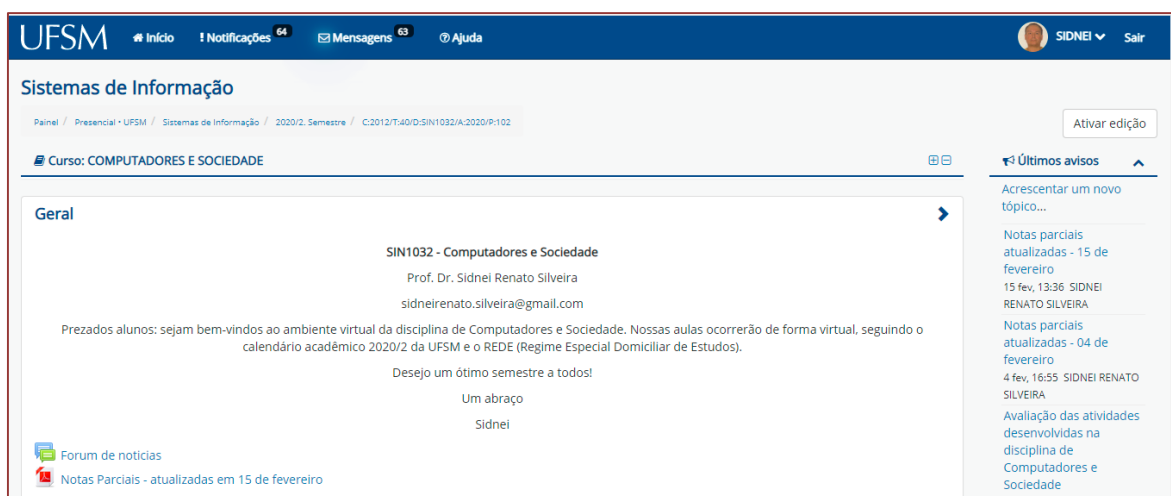 UFSM Início Notificações 64 Mensagens 63 Ajuda SIDNEI Sair
Sistemas de Informação
Painel / Presencial • UFSM / Sistemas de Informação / 2020/2. Semestre / C:2012/T:40/D:SIN1032/A:2020/P:102
Ativar edição
Curso: COMPUTADORES E SOCIEDADE
Geral
SIN1032 - Computadores e Sociedade
Prof. Dr. Sidnei Renato Silveira
sidneirenato.silveira@gmail.com
Prezados alunos: sejam bem-vindos ao ambiente virtual da disciplina de Computadores e Sociedade. Nossas aulas ocorrerão de forma virtual, seguindo o
calendário acadêmico 2020/2 da UFSM e o REDE (Regime Especial Domiciliar de Estudos).
Desejo um ótimo semestre a todos!
Um abraço
Sidnei
Forum de noticias
Notas Parciais - atualizadas em 15 de fevereiro
Últimos avisos
Acrescentar um novo
tópico...
Notas parciais
atualizadas - 15 de
fevereiro
15 fev, 13:36 SIDNEI
RENATO SILVEIRA
Notas parciais
atualizadas - 04 de
fevereiro
4 fev, 16:55 SIDNEI RENATO
SILVEIRA
Avaliação das atividades
desenvolvidas na
disciplina de
Computadores e
Sociedade